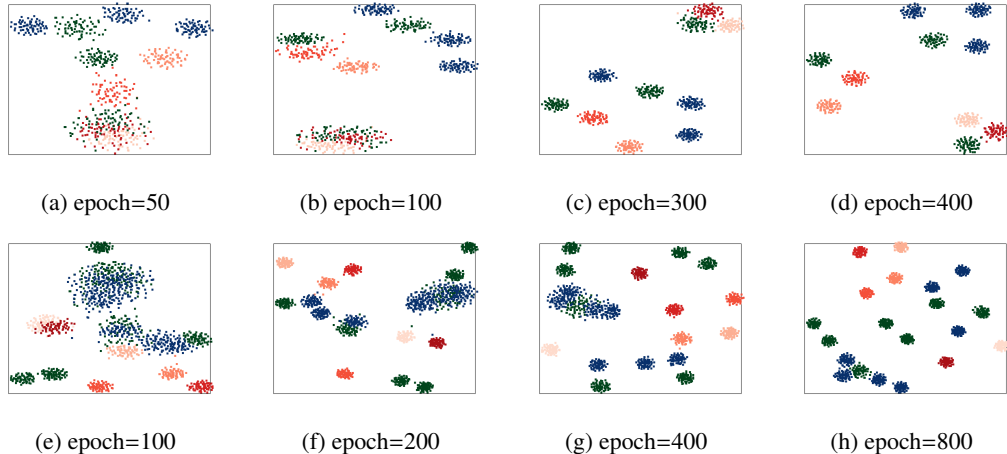 (a) epoch=50
(b) epoch=100
(c) epoch=300
(d) epoch=400
(e) epoch=100
(f) epoch=200
(g) epoch=400
(h) epoch=800